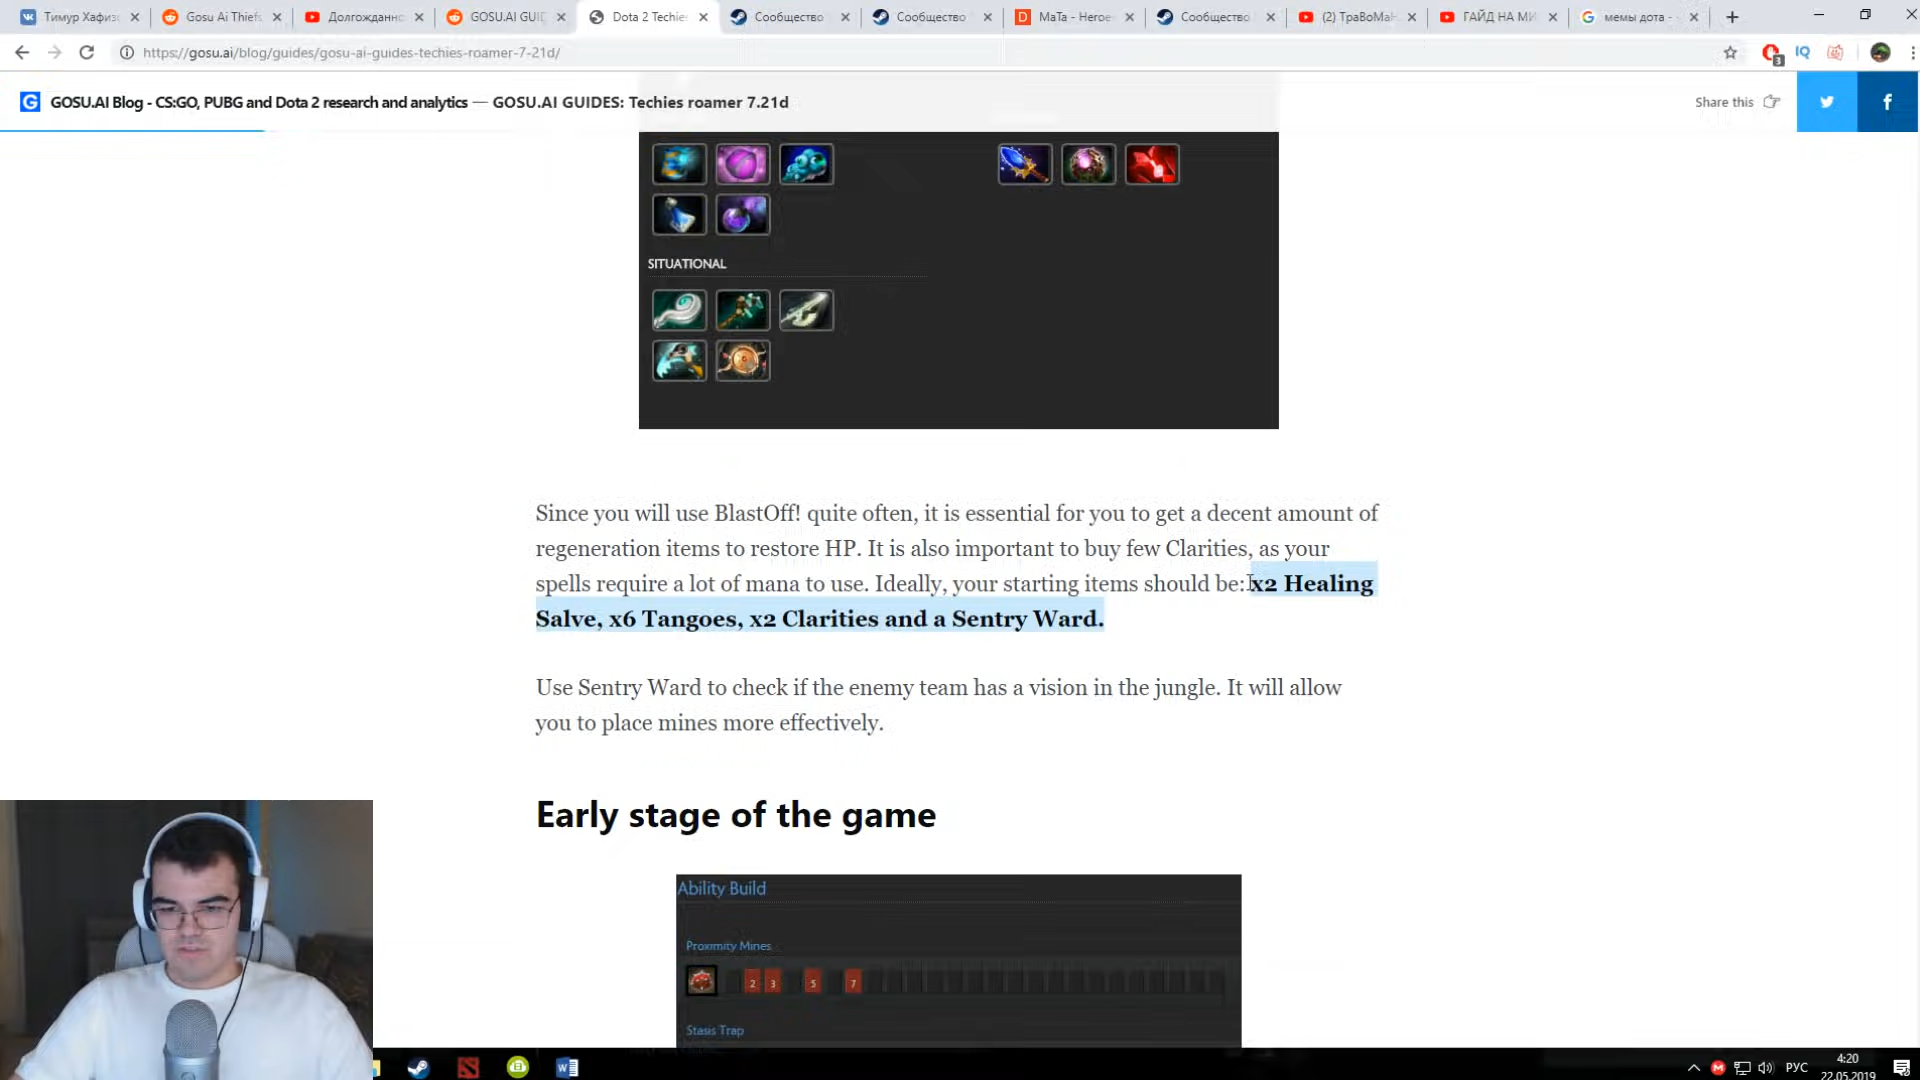 Тимур Хафиз
Gosu Ai Thiefs
Долгожданн
GOSU.AI GUID
Dota 2 Techie
Сообщество
Сообщество
MaTa - Heroe
Сообщество
(2) ТраВоМаН
ГАЙД НА МИ
мемы дота -
https://gosu.ai/blog/guides/gosu-ai-guides-techies-roamer-7-21d/
3
IQ
GOSU.AI Blog - CS:GO, PUBG and Dota 2 research and analytics — GOSU.AI GUIDES: Techies roamer 7.21d
Share this
SITUATIONAL
Since you will use BlastOff! quite often, it is essential for you to get a decent amount of
regeneration items to restore HP. It is also important to buy few Clarities, as your
spells require a lot of mana to use. Ideally, your starting items should be: x2 Healing
Salve, x6 Tangoes, x2 Clarities and a Sentry Ward.
Use Sentry Ward to check if the enemy team has a vision in the jungle. It will allow
you to place mines more effectively.
Early stage of the game
Ability Build
Proximity Mines
2 3 5 7
Stasis Trap
РУС
4:20
22.05.2019